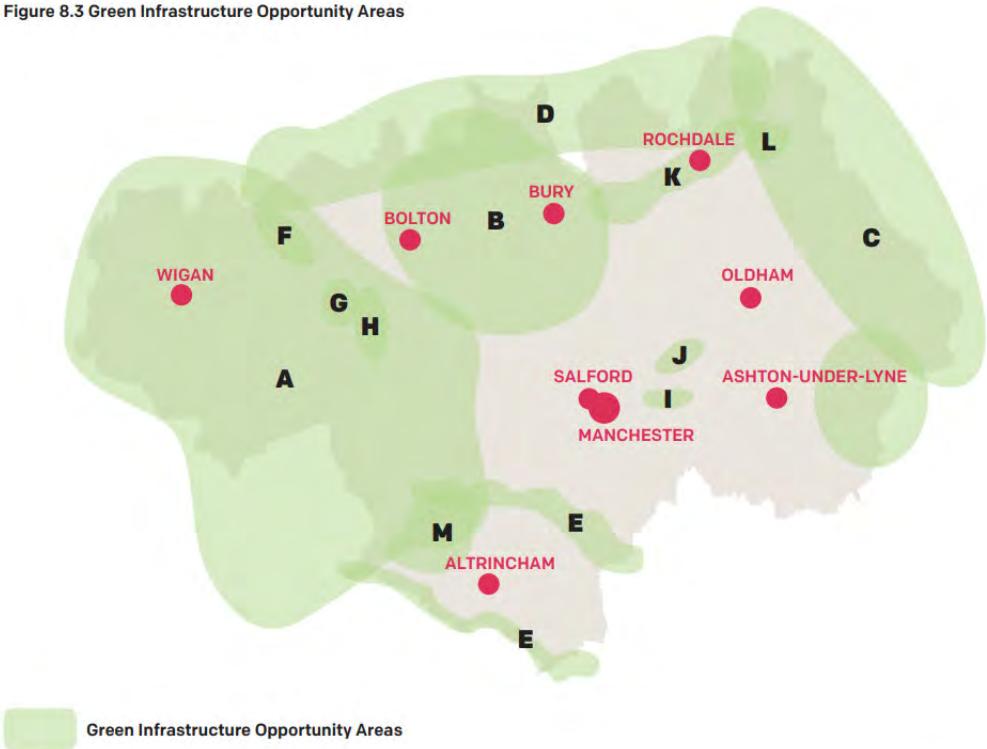 Figure 8.3 Green Infrastructure Opportunity Areas
D
ROCHDALE
L
K
BURY
BOLTON
B
F
C
WIGAN
OLDHAM
G
H
J
A
SALFORD
ASHTON-UNDER-LYNE
I
MANCHESTER
M
E
ALTRINCHAM
E
Green Infrastructure Opportunity Areas